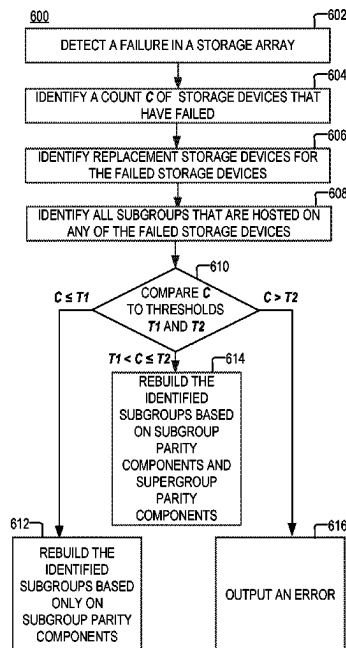 600
602
DETECT A FAILURE IN A STORAGE ARRAY
604
IDENTIFY A COUNT C OF STORAGE DEVICES THAT
HAVE FAILED
606
IDENTIFY REPLACEMENT STORAGE DEVICES FOR
THE FAILED STORAGE DEVICES
608
IDENTIFY ALL SUBGROUPS THAT ARE HOSTED ON
ANY OF THE FAILED STORAGE DEVICES
610
COMPARE C
TO THRESHOLDS
T1 AND T2
C ≤ T1
C > T2
T1 < C ≤ T2
614
REBUILD THE
IDENTIFIED
SUBGROUPS BASED
ON SUBGROUP
PARITY
COMPONENTS AND
SUPERGROUP
PARITY
COMPONENTS
612
REBUILD THE
IDENTIFIED
SUBGROUPS BASED
ONLY ON
SUBGROUP PARITY
COMPONENTS
616
OUTPUT AN ERROR